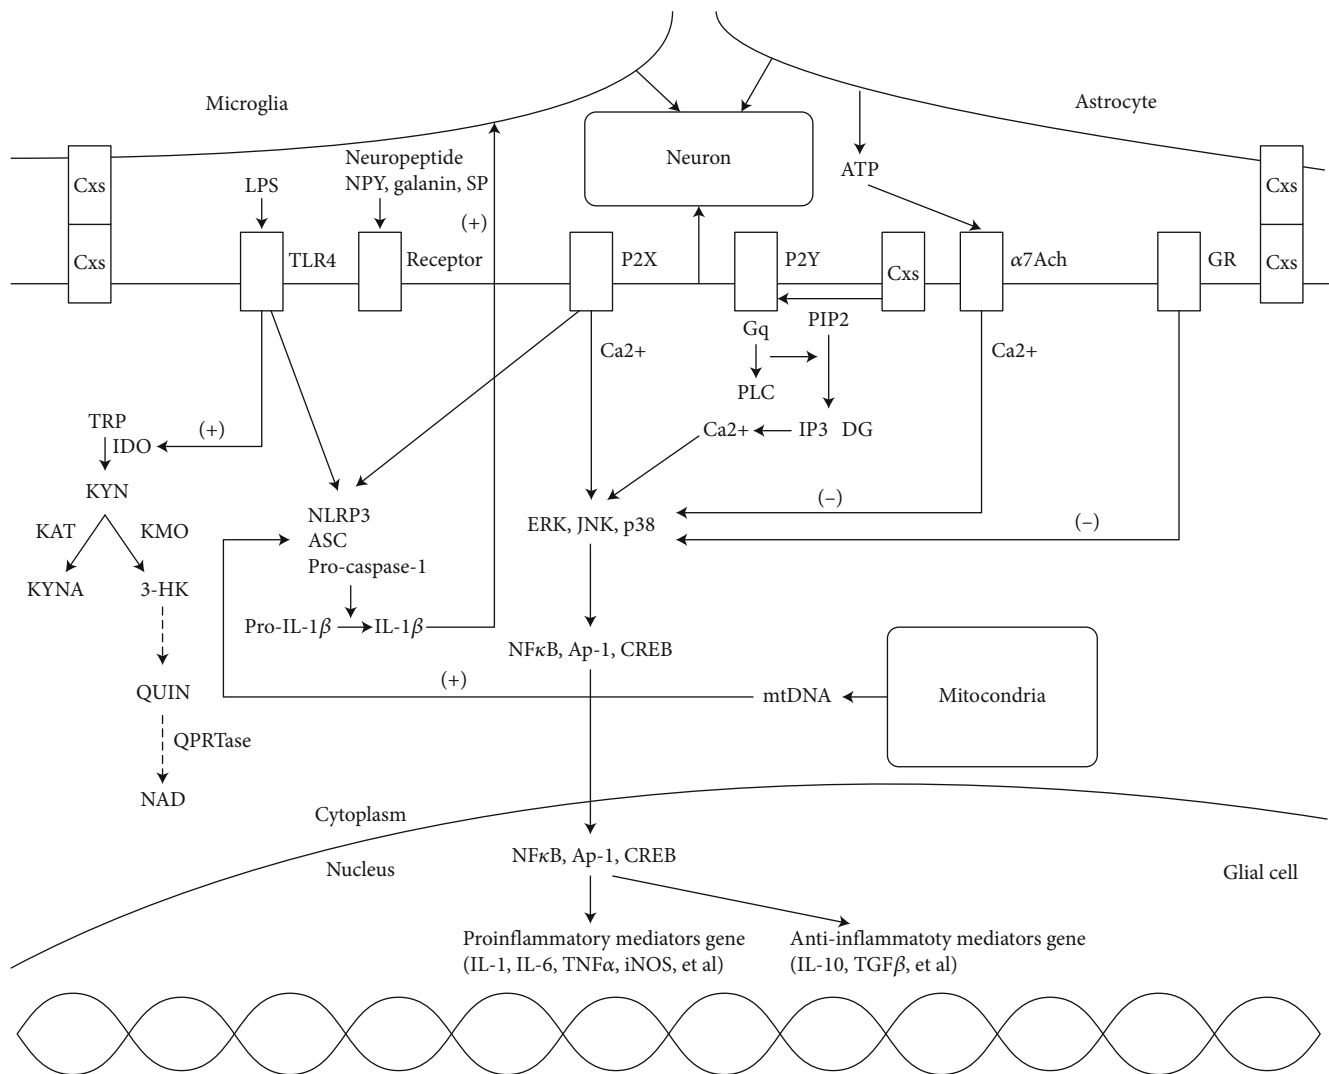 Microglia
Astrocyte
Neuron
Neuropeptide
NPY, galanin, SP
LPS
ATP
Cxs
Cxs
Cxs
Cxs
Cxs
(+)
TLR4
Receptor
P2X
P2Y
α7Ach
GR
Gq
PIP2
Ca2+
Ca2+
PLC
TRP
IDO
(+)
Ca2+
IP3
DG
KYN
(–)
(–)
NLRP3
ASC
Pro-caspase-1
ERK, JNK, p38
KAT
KMO
KYNA
3-HK
Pro-IL-1β
IL-1β
NFκB, Ap-1, CREB
(+)
mtDNA
Mitocondria
QUIN
QPRTase
NAD
Cytoplasm
Nucleus
NFκB, Ap-1, CREB
Glial cell
Proinflammatory mediators gene
(IL-1, IL-6, TNFα, iNOS, et al)
Anti-inflammatoty mediators gene
(IL-10, TGFβ, et al)